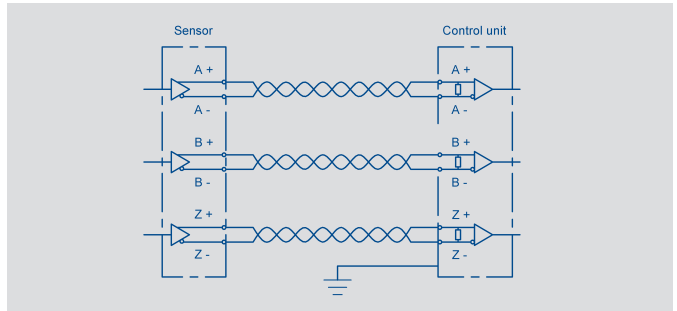 Sensor Control unit
A + A +
A - A -
B + B +
B - B -
Z + Z +
Z - Z -